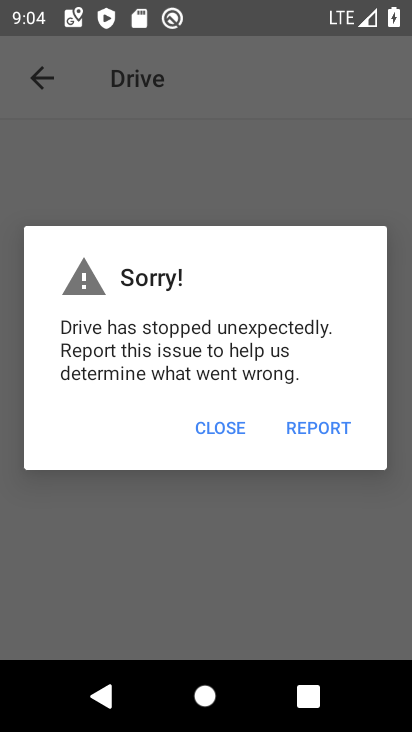 9:04
LTE
Drive
Sorry!
Drive has stopped unexpectedly.
Report this issue to help us
determine what went wrong.
CLOSE REPORT